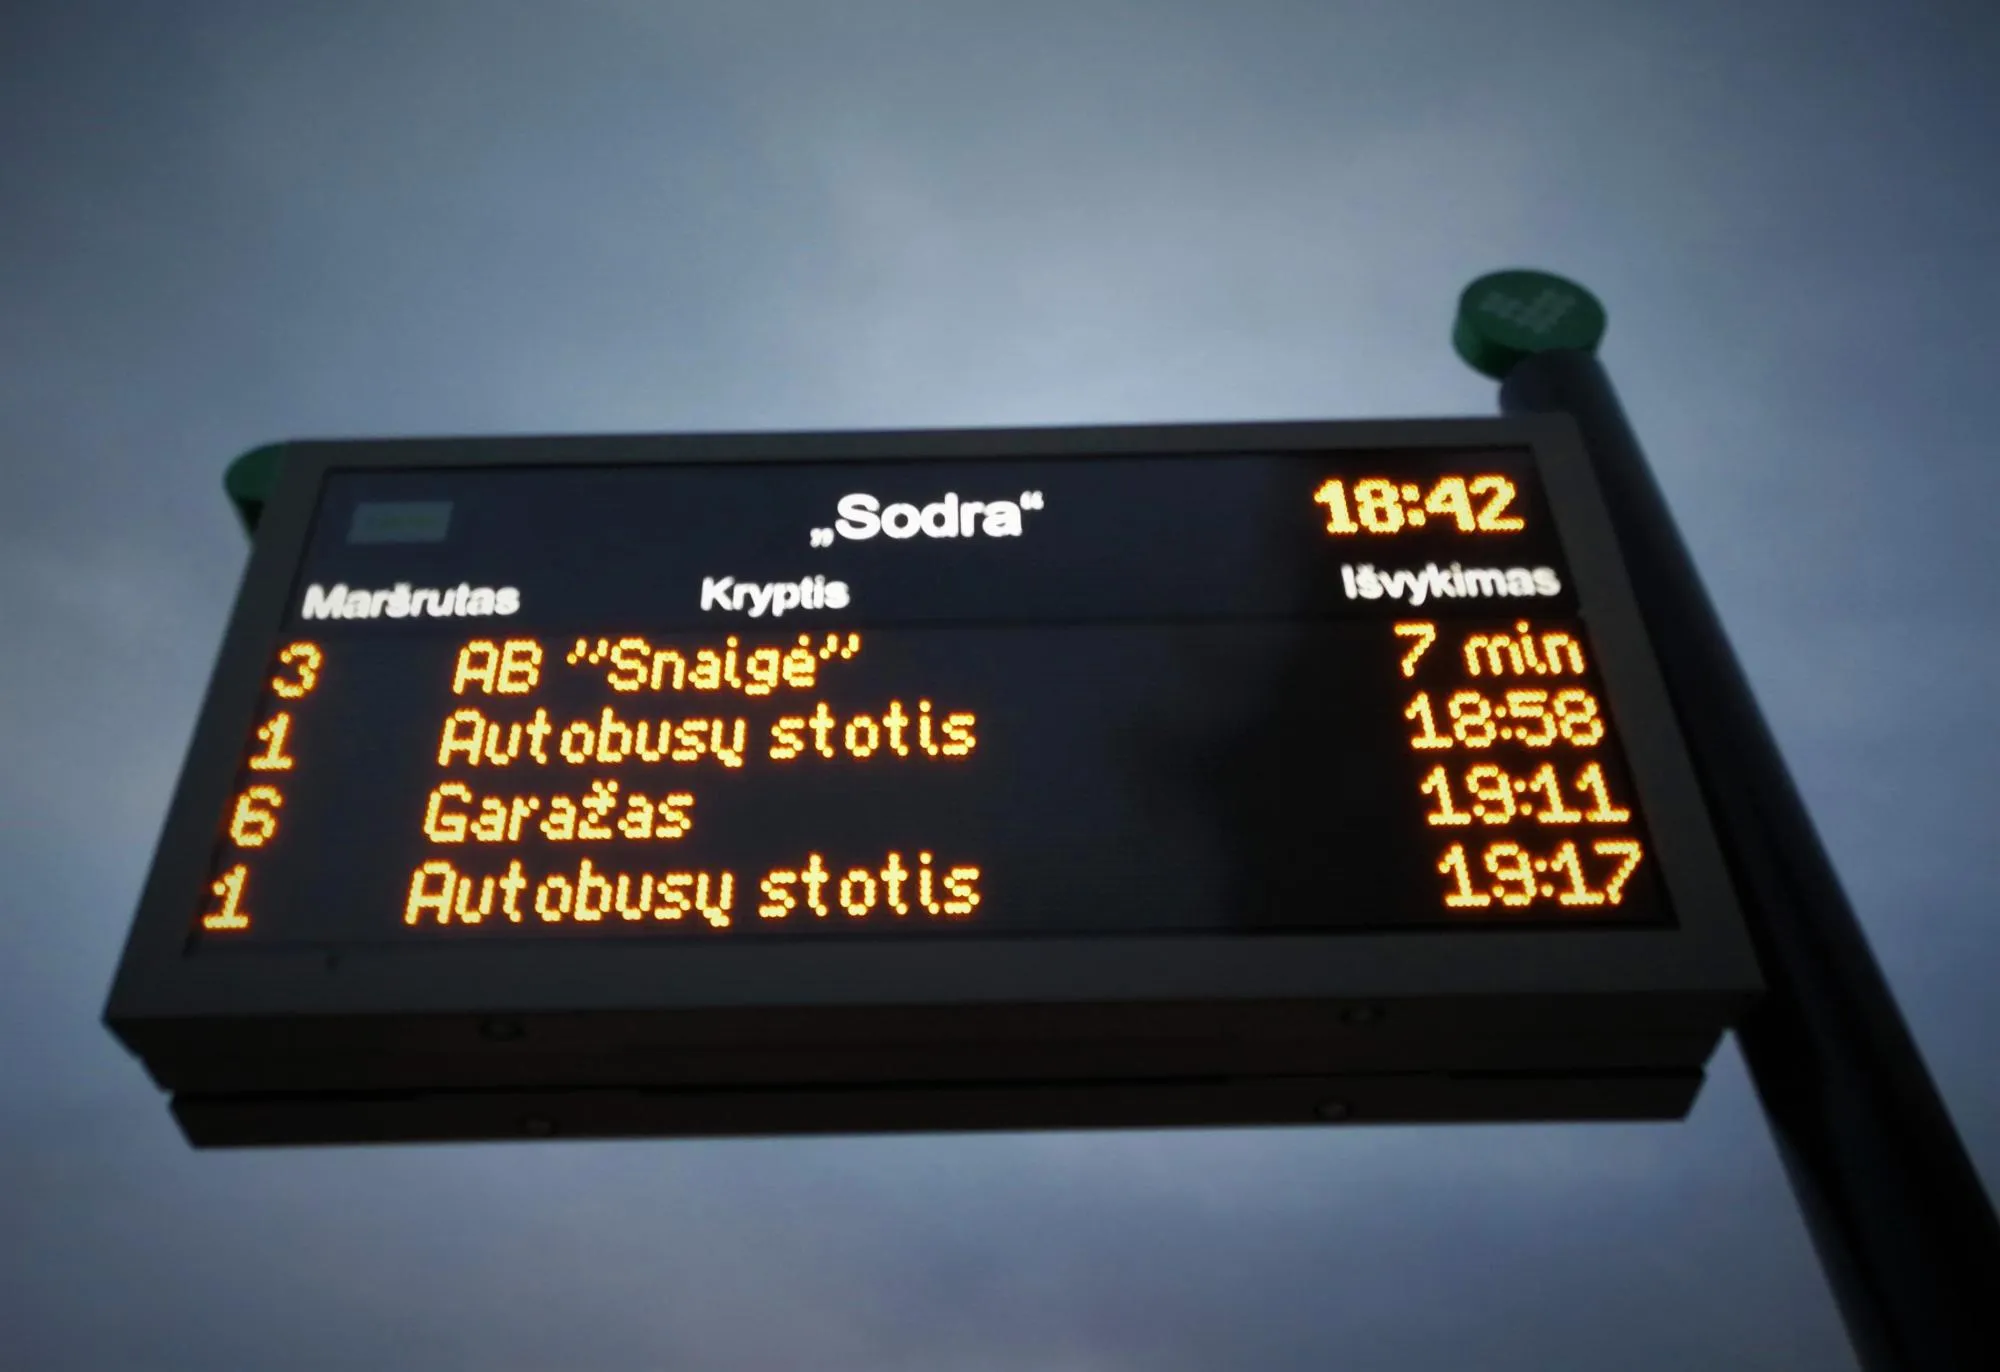 „Sodra“ 18:42
Maršrutas Kryptis Išvykimas
3 AB "Snaigė" 7 min
1 Autobusų stotis 18:58
6 Garažas 19:11
1 Autobusų stotis 19:17